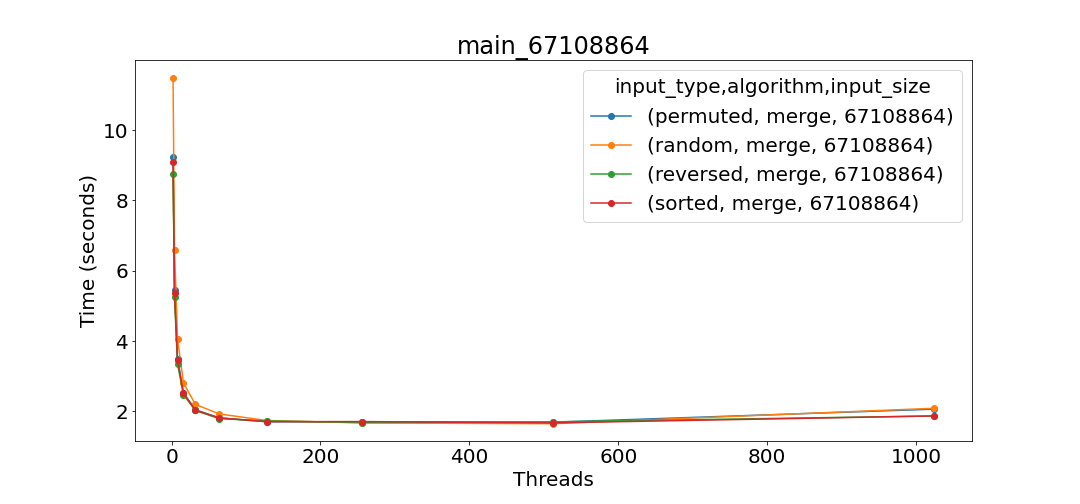 main_67108864
input_type,algorithm,input_size
(permuted, merge, 67108864)
(random, merge, 67108864)
(reversed, merge, 67108864)
(sorted, merge, 67108864)
Time (seconds)
10
8
6
4
2
0 200 400 600 800 1000
Threads